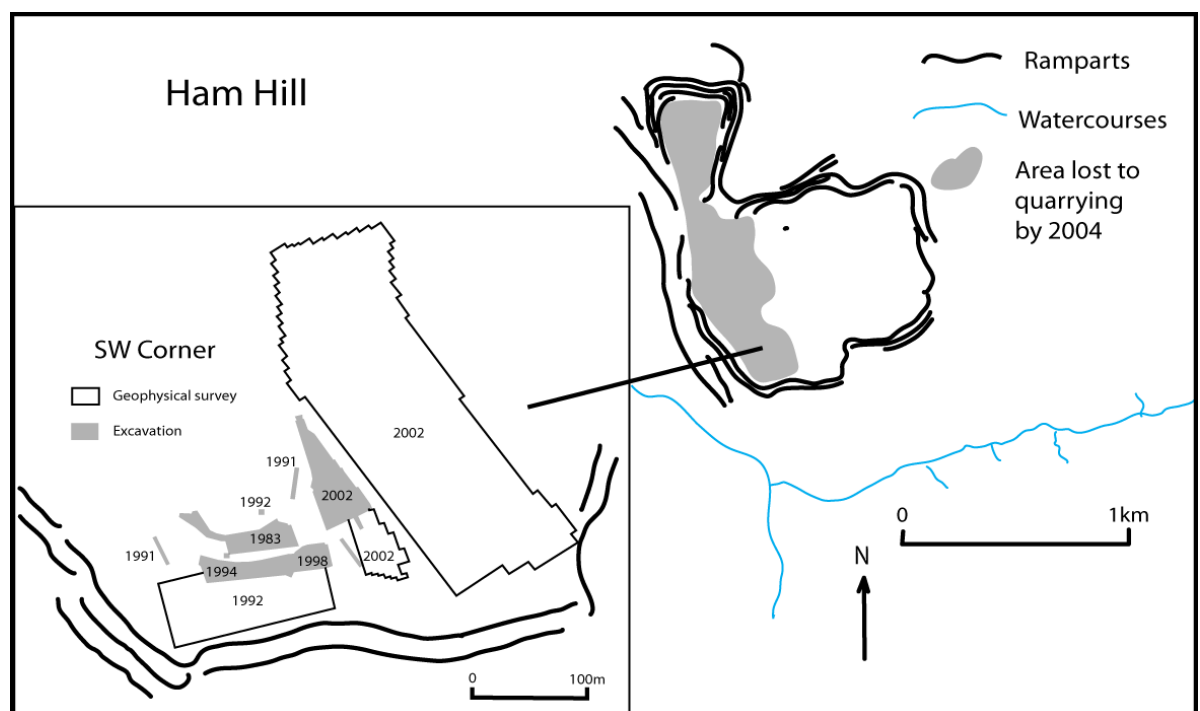 Ham Hill
Ramparts
Watercourses
Area lost to
quarrying
by 2004
SW Corner
Geophysical survey
Excavation
2002
1991
1992
2002
1983
1991
2002
1994
1998
1992
0
100m
0
1km
N